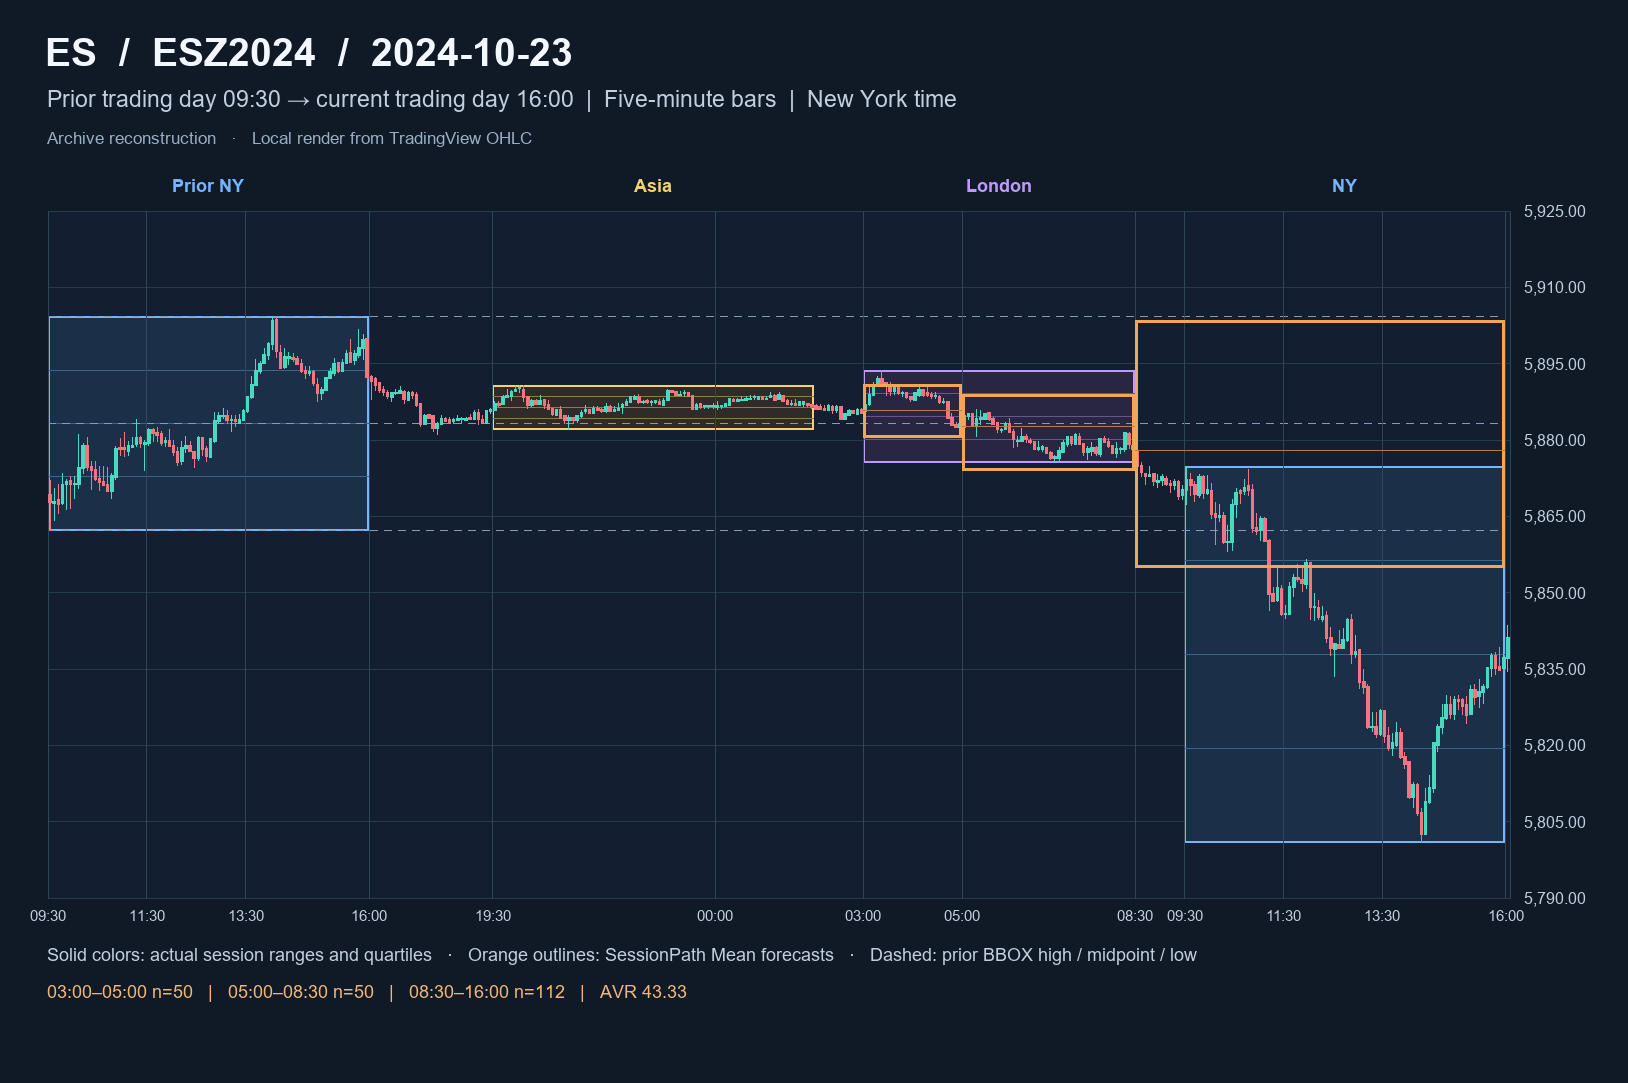 ES / ESZ2024 / 2024-10-23
Prior trading day 09:30 → current trading day 16:00 | Five-minute bars | New York time
Archive reconstruction · Local render from TradingView OHLC
Prior NY Asia London NY
5,925.00
5,910.00
5,895.00
5,880.00
5,865.00
5,850.00
5,835.00
5,820.00
5,805.00
5,790.00
09:30 11:30 13:30 16:00 19:30 00:00 03:00 05:00 08:30 09:30 11:30 13:30 16:00
Solid colors: actual session ranges and quartiles · Orange outlines: SessionPath Mean forecasts · Dashed: prior BBOX high / midpoint / low
03:00–05:00 n=50 | 05:00–08:30 n=50 | 08:30–16:00 n=112 | AVR 43.33